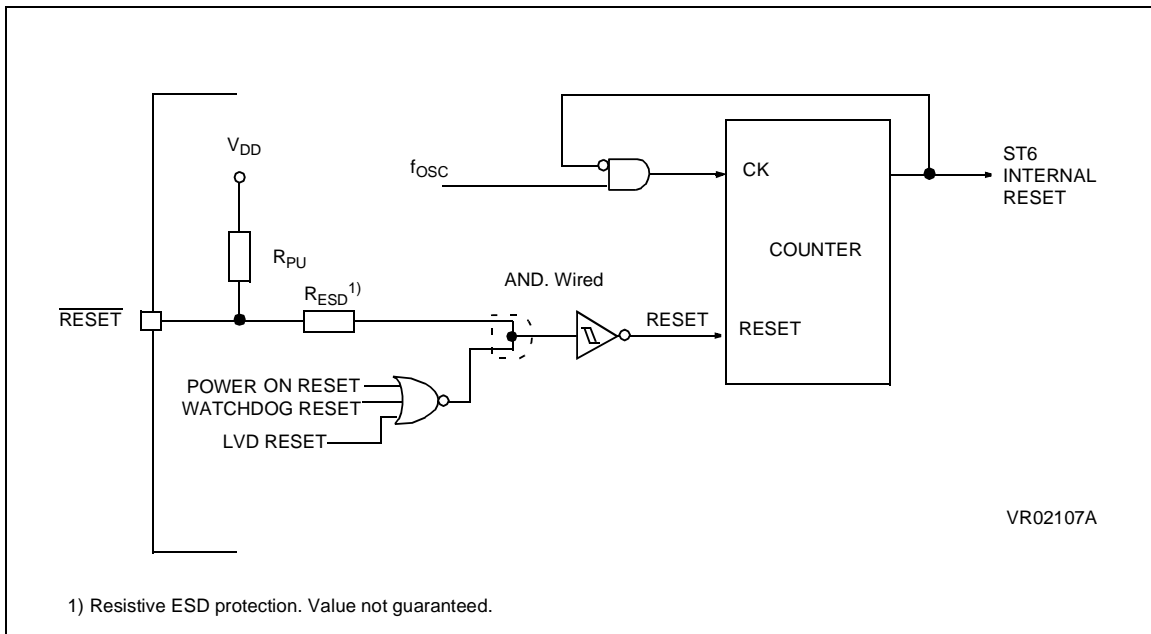 V_DD
f_OSC
CK
ST6
INTERNAL
RESET
COUNTER
R_PU
AND. Wired
R_ESD 1)
RESET
RESET
RESET
POWER ON RESET
WATCHDOG RESET
LVD RESET
VR02107A
1) Resistive ESD protection. Value not guaranteed.